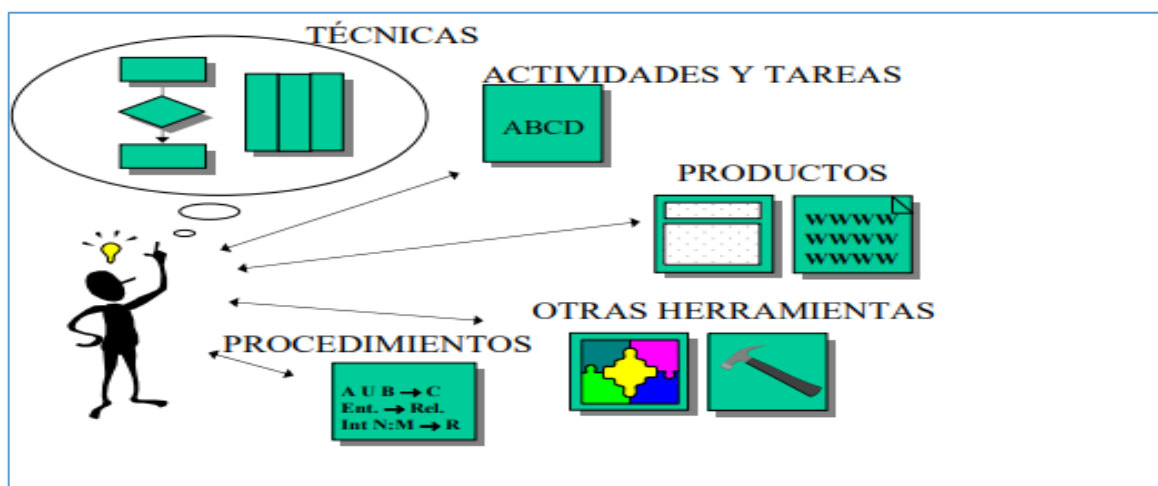 TÉCNICAS
ACTIVIDADES Y TAREAS
ABCD
PRODUCTOS
WWWW
WWWW
WWWW
OTRAS HERRAMIENTAS
PROCEDIMIENTOS
A U B → C
Ent. → Rel.
Int N:M → R